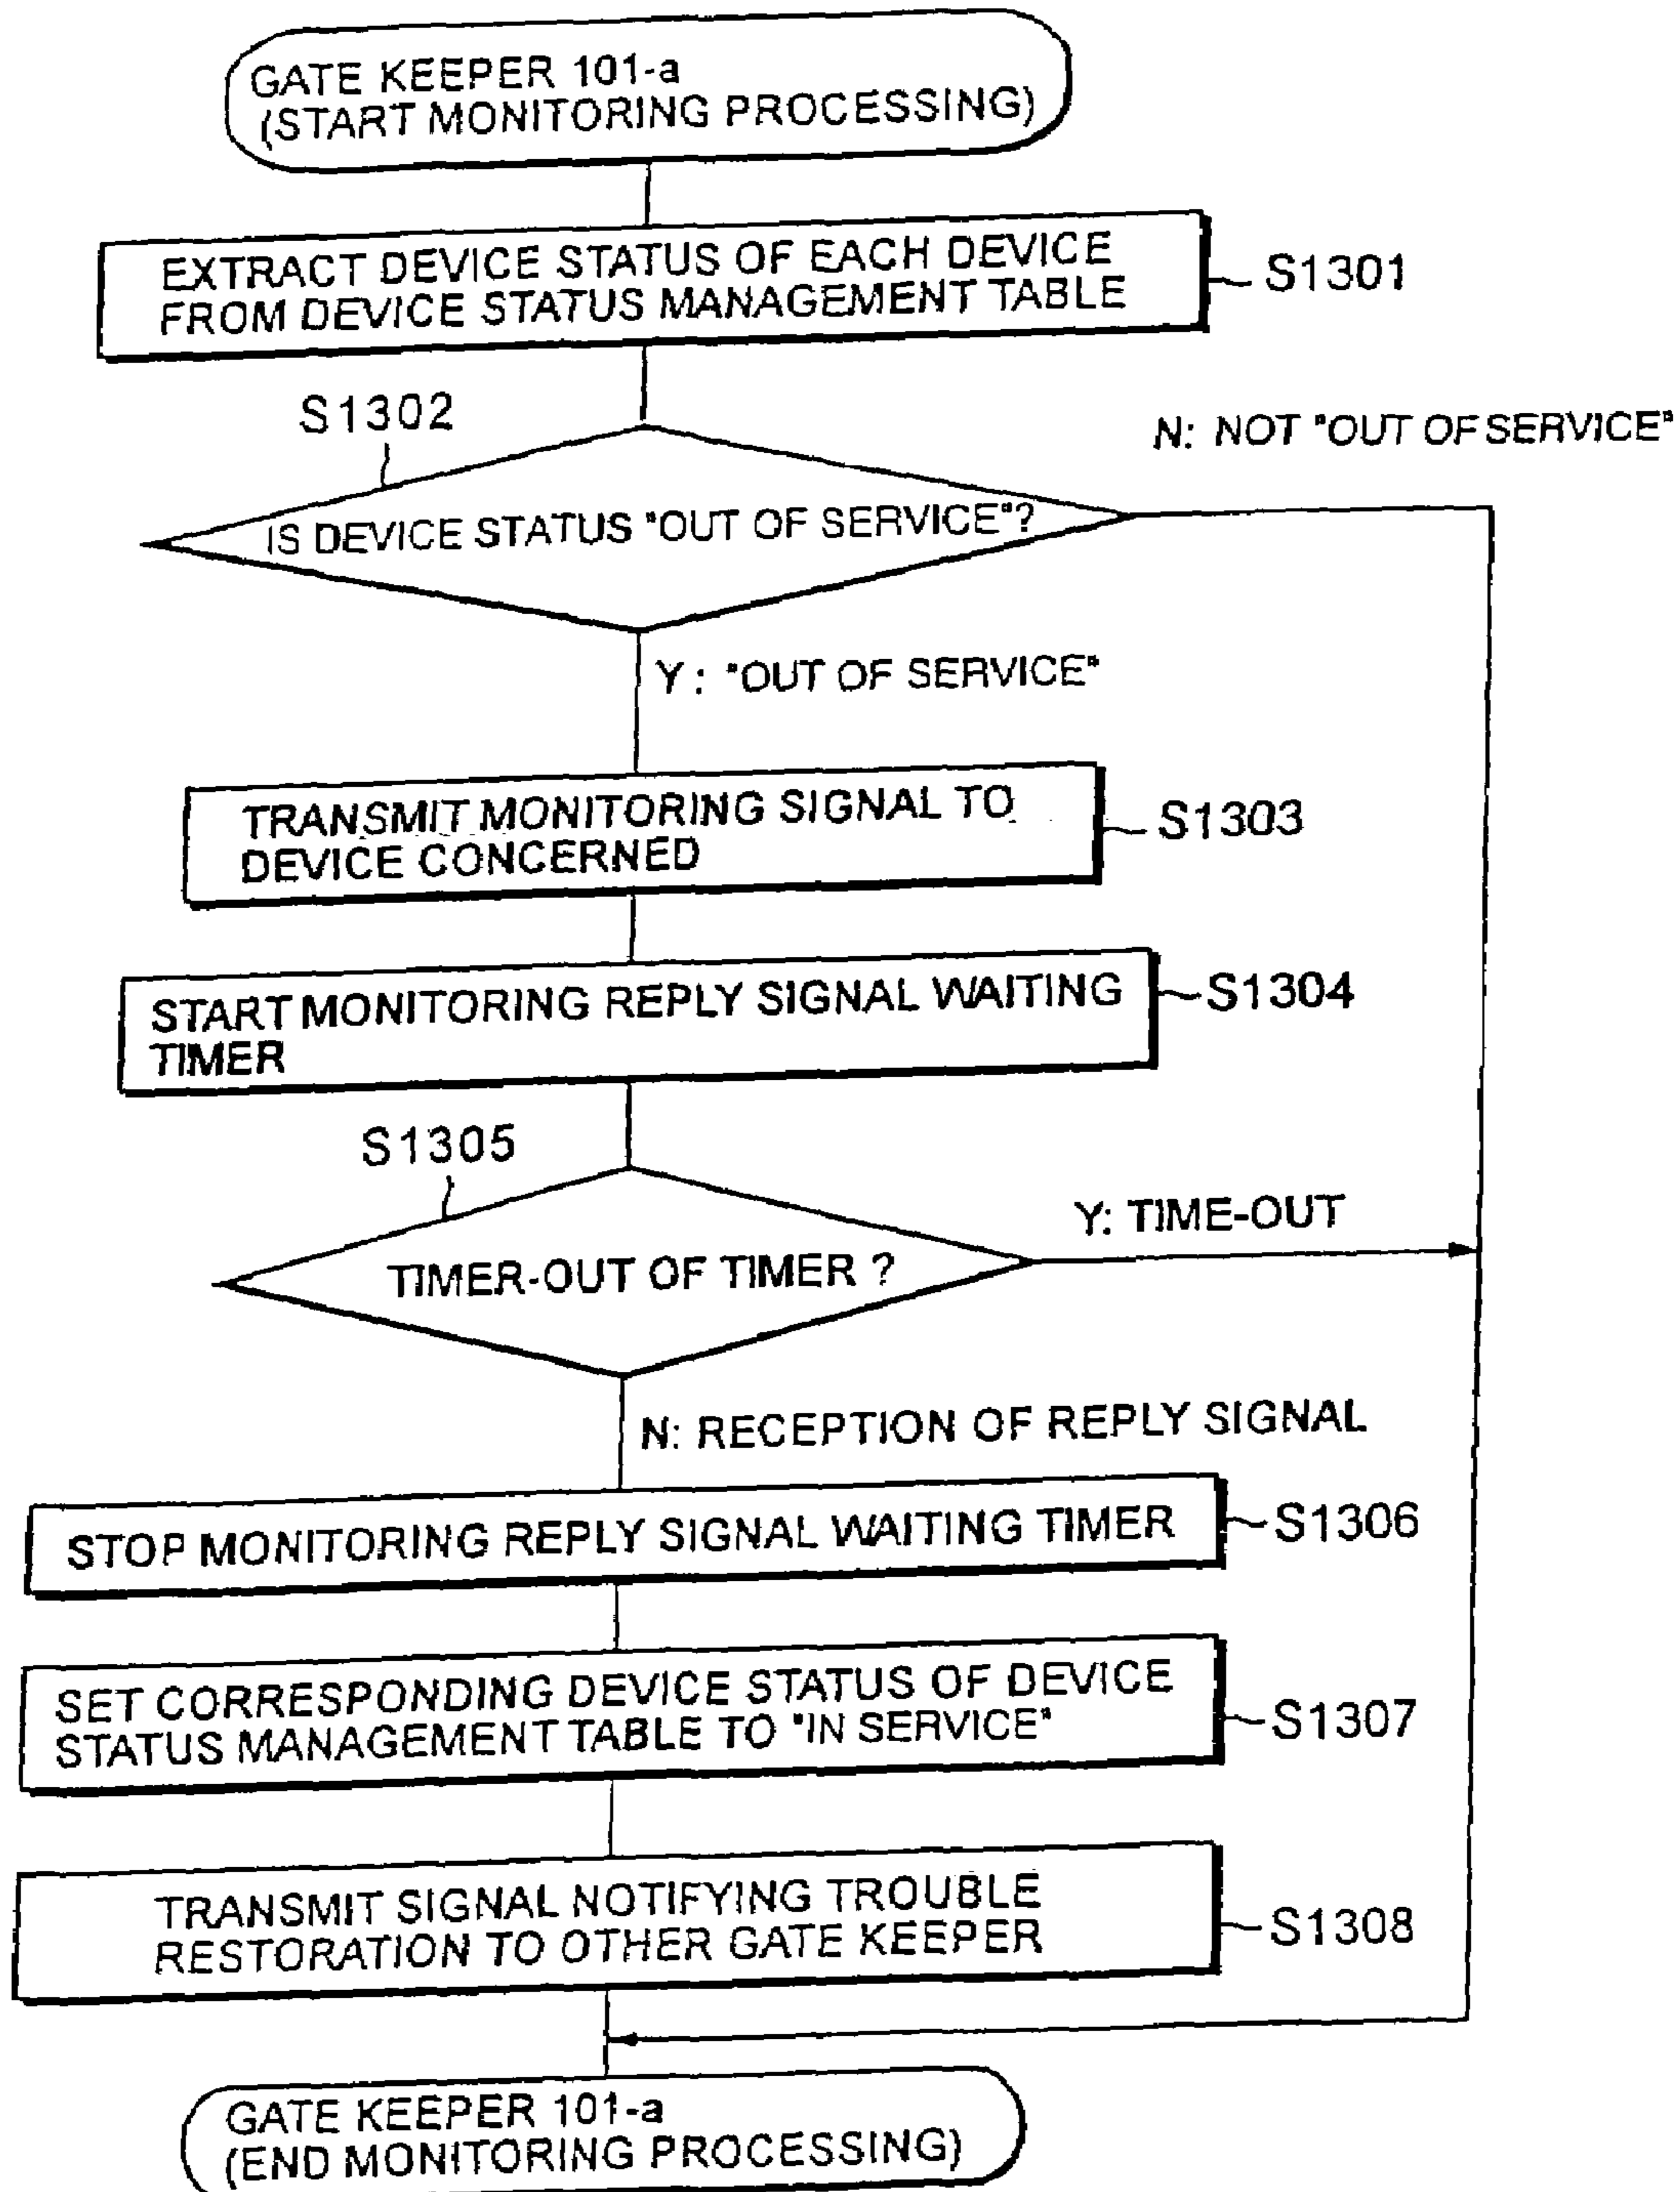 GATE KEEPER 101-a
(START MONITORING PROCESSING)
EXTRACT DEVICE STATUS OF EACH DEVICE
FROM DEVICE STATUS MANAGEMENT TABLE
S1301
S1302
N: NOT "OUT OF SERVICE"
IS DEVICE STATUS "OUT OF SERVICE"?
Y: "OUT OF SERVICE"
TRANSMIT MONITORING SIGNAL TO
DEVICE CONCERNED
S1303
START MONITORING REPLY SIGNAL WAITING
TIMER
S1304
S1305
Y: TIME-OUT
TIMER-OUT OF TIMER ?
N: RECEPTION OF REPLY SIGNAL
STOP MONITORING REPLY SIGNAL WAITING TIMER
S1306
SET CORRESPONDING DEVICE STATUS OF DEVICE
STATUS MANAGEMENT TABLE TO "IN SERVICE"
S1307
TRANSMIT SIGNAL NOTIFYING TROUBLE
RESTORATION TO OTHER GATE KEEPER
S1308
GATE KEEPER 101-a
(END MONITORING PROCESSING)